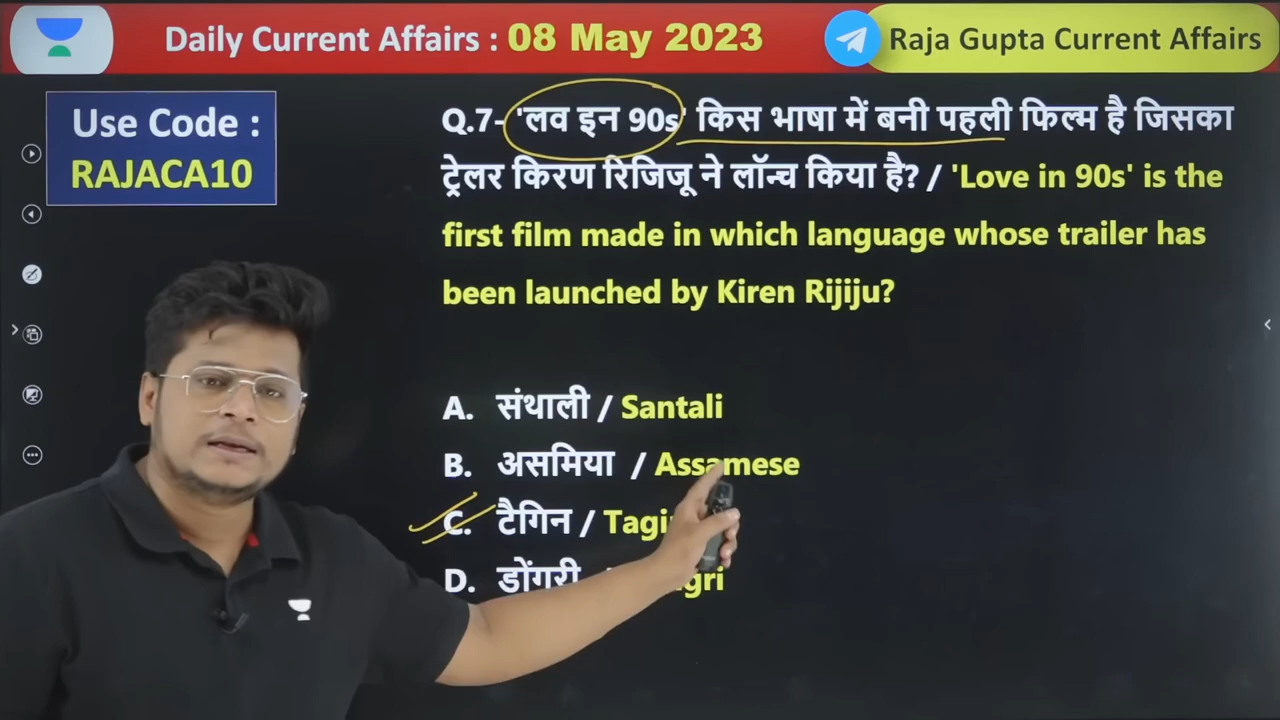 Daily Current Affairs : 08 May 2023
Raja Gupta Current Affairs
Use Code :
RAJACA10
Q.7- 'लव इन 90s' किस भाषा में बनी पहली फिल्म है जिसका
ट्रेलर किरण रिजिजू ने लॉन्च किया है? / 'Love in 90s' is the
first film made in which language whose trailer has
been launched by Kiren Rijiju?
A. संथाली / Santali
B. असमिया / Assamese
C. टैगिन /
D. डोंगरी